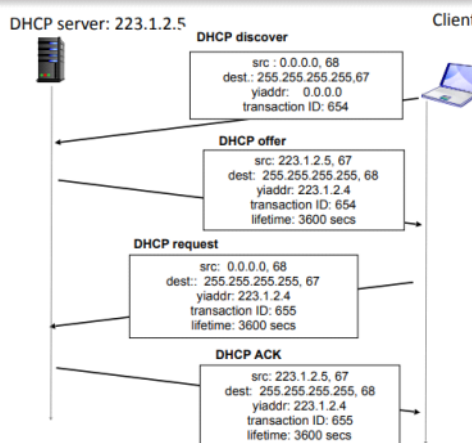 DHCP server: 223.1.2.5
Client
DHCP discover
src : 0.0.0.0, 68
dest.: 255.255.255.255,67
yiaddr: 0.0.0.0
transaction ID: 654
DHCP offer
src: 223.1.2.5, 67
dest: 255.255.255.255, 68
yiaddr: 223.1.2.4
transaction ID: 654
lifetime: 3600 secs
DHCP request
src: 0.0.0.0, 68
dest:: 255.255.255.255, 67
yiaddr: 223.1.2.4
transaction ID: 655
lifetime: 3600 secs
DHCP ACK
src: 223.1.2.5, 67
dest: 255.255.255.255, 68
yiaddr: 223.1.2.4
transaction ID: 655
lifetime: 3600 secs